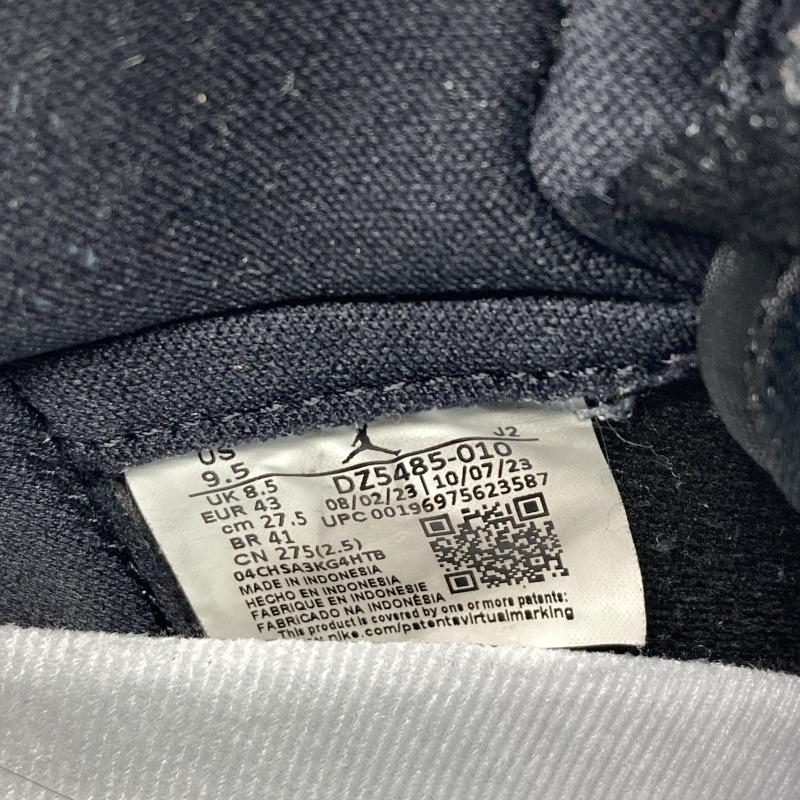 US
9.5
UK 8.5
EUR 43
cm 27.5
BR 41
CN 275(2.5)
04CHSA3KG4HTB
MADE IN INDONESIA
HECHO EN INDONESIA
FABRIQUE EN INDONESIE
FABRICADO NA INDONÉSIA
This product is covered by one or more patents:
nike.com/patentsvirtualmarking
J2
DZ5485-010
08/02/23 | 10/07/23
UPC 00196975623587